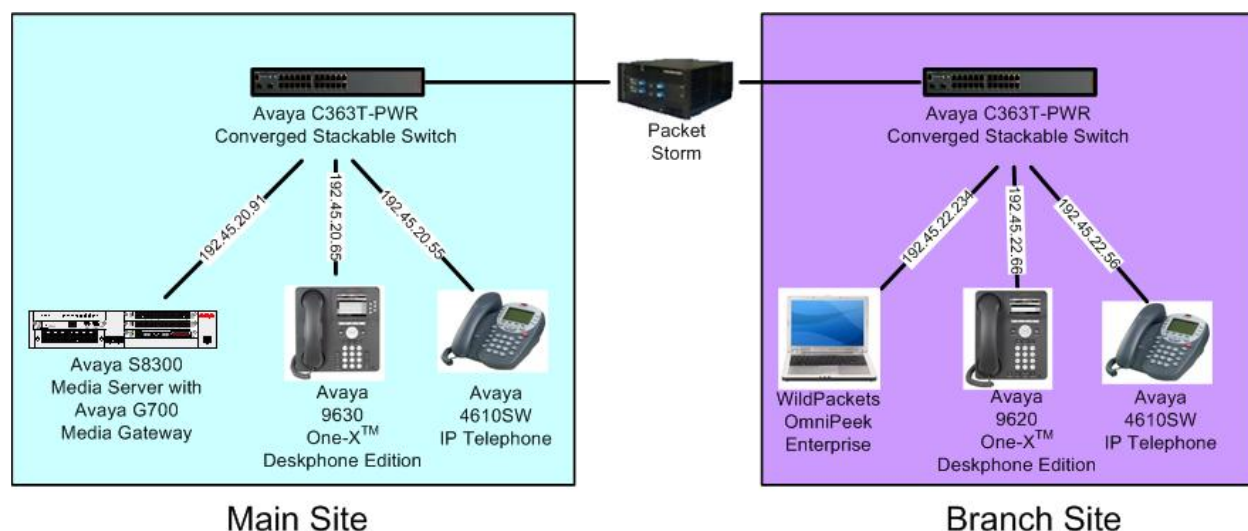 Avaya C363T-PWR
Converged Stackable Switch
192.45.20.91
192.45.20.65
192.45.20.55
Avaya S8300
Media Server with
Avaya G700
Media Gateway
Avaya
9630
One-X™
Deskphone Edition
Avaya
4610SW
IP Telephone
Main Site
Packet
Storm
Avaya C363T-PWR
Converged Stackable Switch
192.45.22.234
192.45.22.66
192.45.22.56
WildPackets
OmniPeek
Enterprise
Avaya
9620
One-X™
Deskphone Edition
Avaya
4610SW
IP Telephone
Branch Site